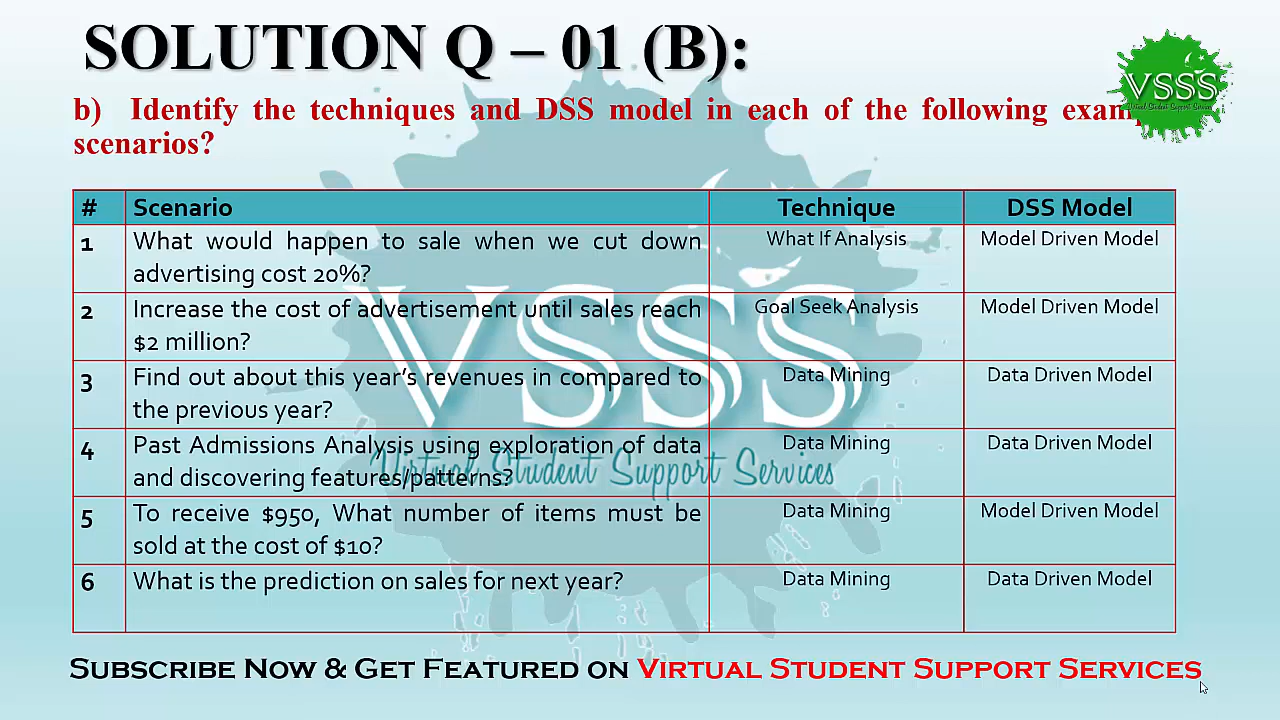 SOLUTION Q – 01 (B):
VSSS
Virtual Student Support Services
b) Identify the techniques and DSS model in each of the following
scenarios?
# Scenario Technique DSS Model
1 What would happen to sale when we cut down What If Analysis Model Driven Model
advertising cost 20%?
2 Increase the cost of advertisement until sales reach Goal Seek Analysis Model Driven Model
$2 million?
3 Find out about this year's revenues in compared to Data Mining Data Driven Model
the previous year?
4 Past Admissions Analysis using exploration of data Data Mining Data Driven Model
and discovering features/patterns?
5 To receive $950, What number of items must be Data Mining Model Driven Model
sold at the cost of $10?
6 What is the prediction on sales for next year? Data Mining Data Driven Model
VSSS
Virtual Student Support Services
Subscribe Now & Get Featured on Virtual Student Support Services